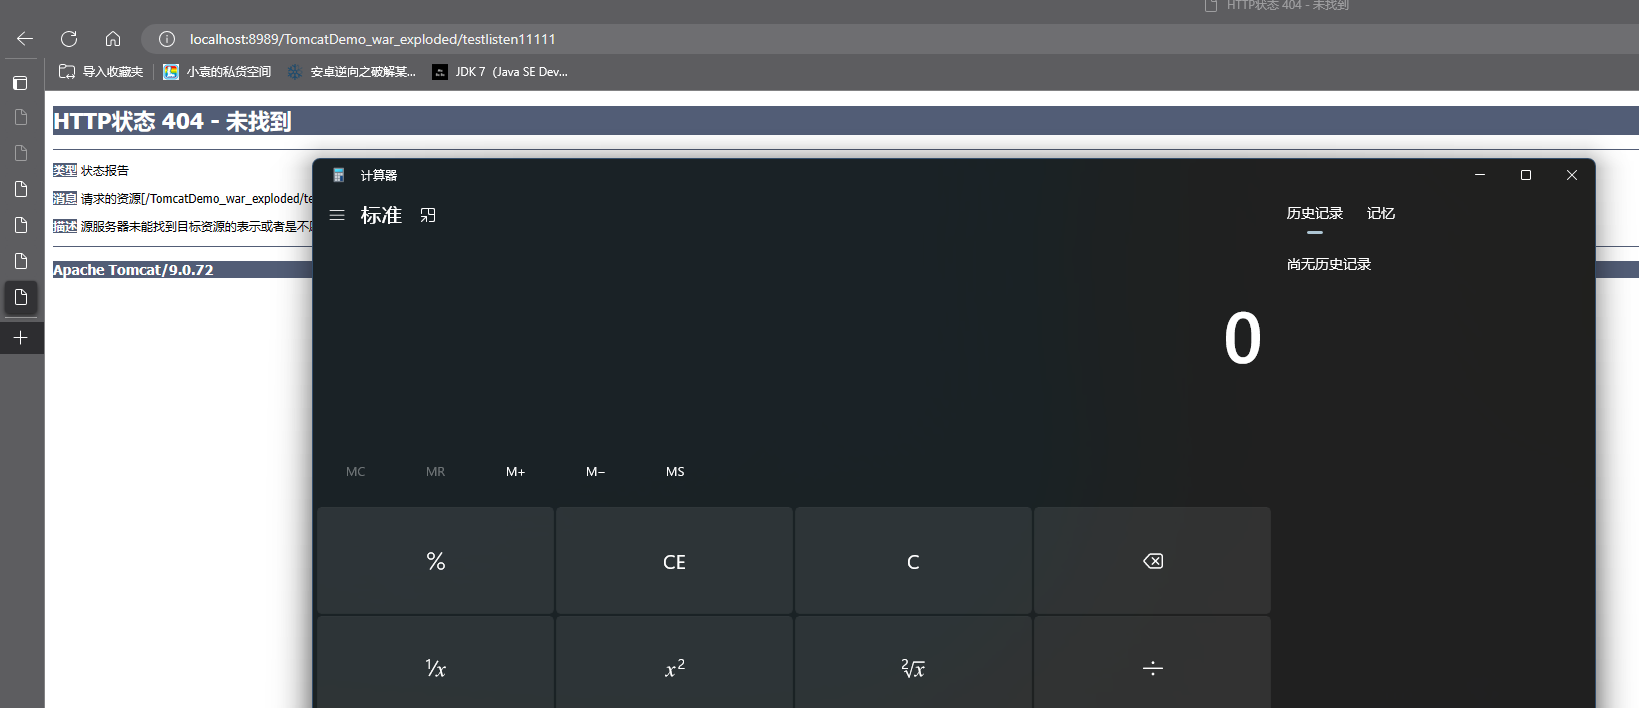 HTTP状态 404 - 未找到
localhost:8989/TomcatDemo_war_exploded/testlisten11111
导入收藏夹 小袁的私货空间 安卓逆向之破解某... JDK 7（Java SE Dev...
HTTP状态 404 - 未找到
类型 状态报告
消息 请求的资源[/TomcatDemo_war_exploded/te
描述 源服务器未能找到目标资源的表示或者是不
Apache Tomcat/9.0.72
计算器
标准
历史记录 记忆
尚无历史记录
0
MC MR M+ M− MS
% CE C
¹⁄x x² ²√x ÷